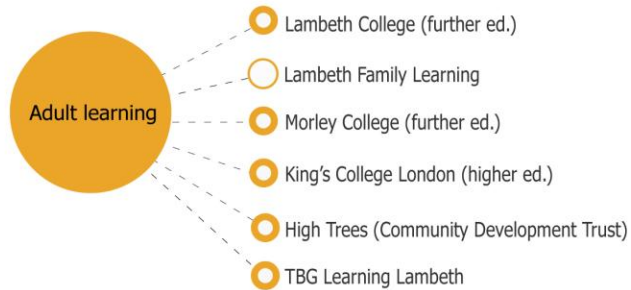 Lambeth College (further ed.)
Lambeth Family Learning
Adult learning
Morley College (further ed.)
King's College London (higher ed.)
High Trees (Community Development Trust)
TBG Learning Lambeth